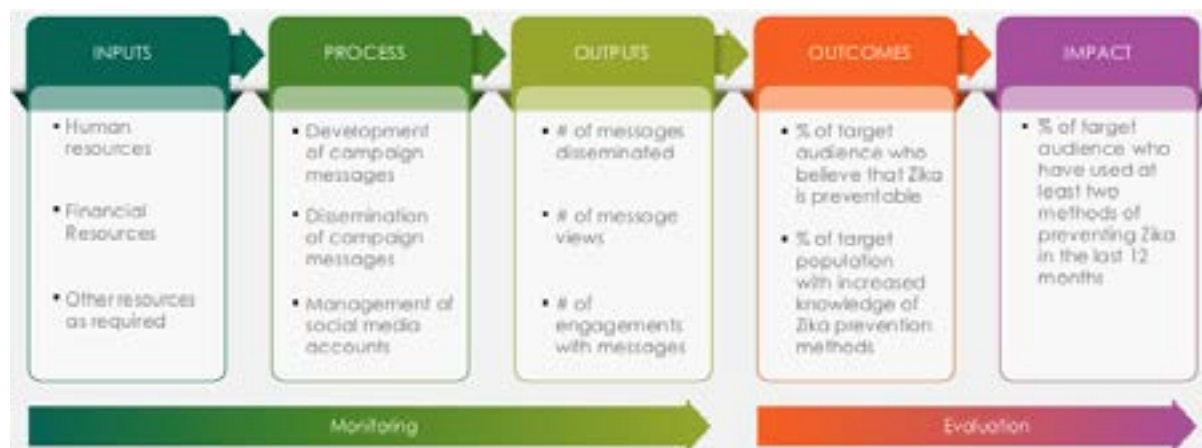 INPUTS
PROCESS
OUTPUTS
OUTCOMES
IMPACT
▪ Human
resources
▪ Financial
Resources
▪ Other resources
as required
▪ Development
of campaign
messages
▪ Dissemination
of campaign
messages
▪ Management of
social media
accounts
▪ # of messages
disseminated
▪ # of message
views
▪ # of
engagements
with messages
▪ % of target
audience who
believe that Zika
is preventable
▪ % of target
population
with increased
knowledge of
Zika prevention
methods
▪ % of target
audience who
have used at
least two
methods of
preventing Zika
in the last 12
months
Monitoring
Evaluation